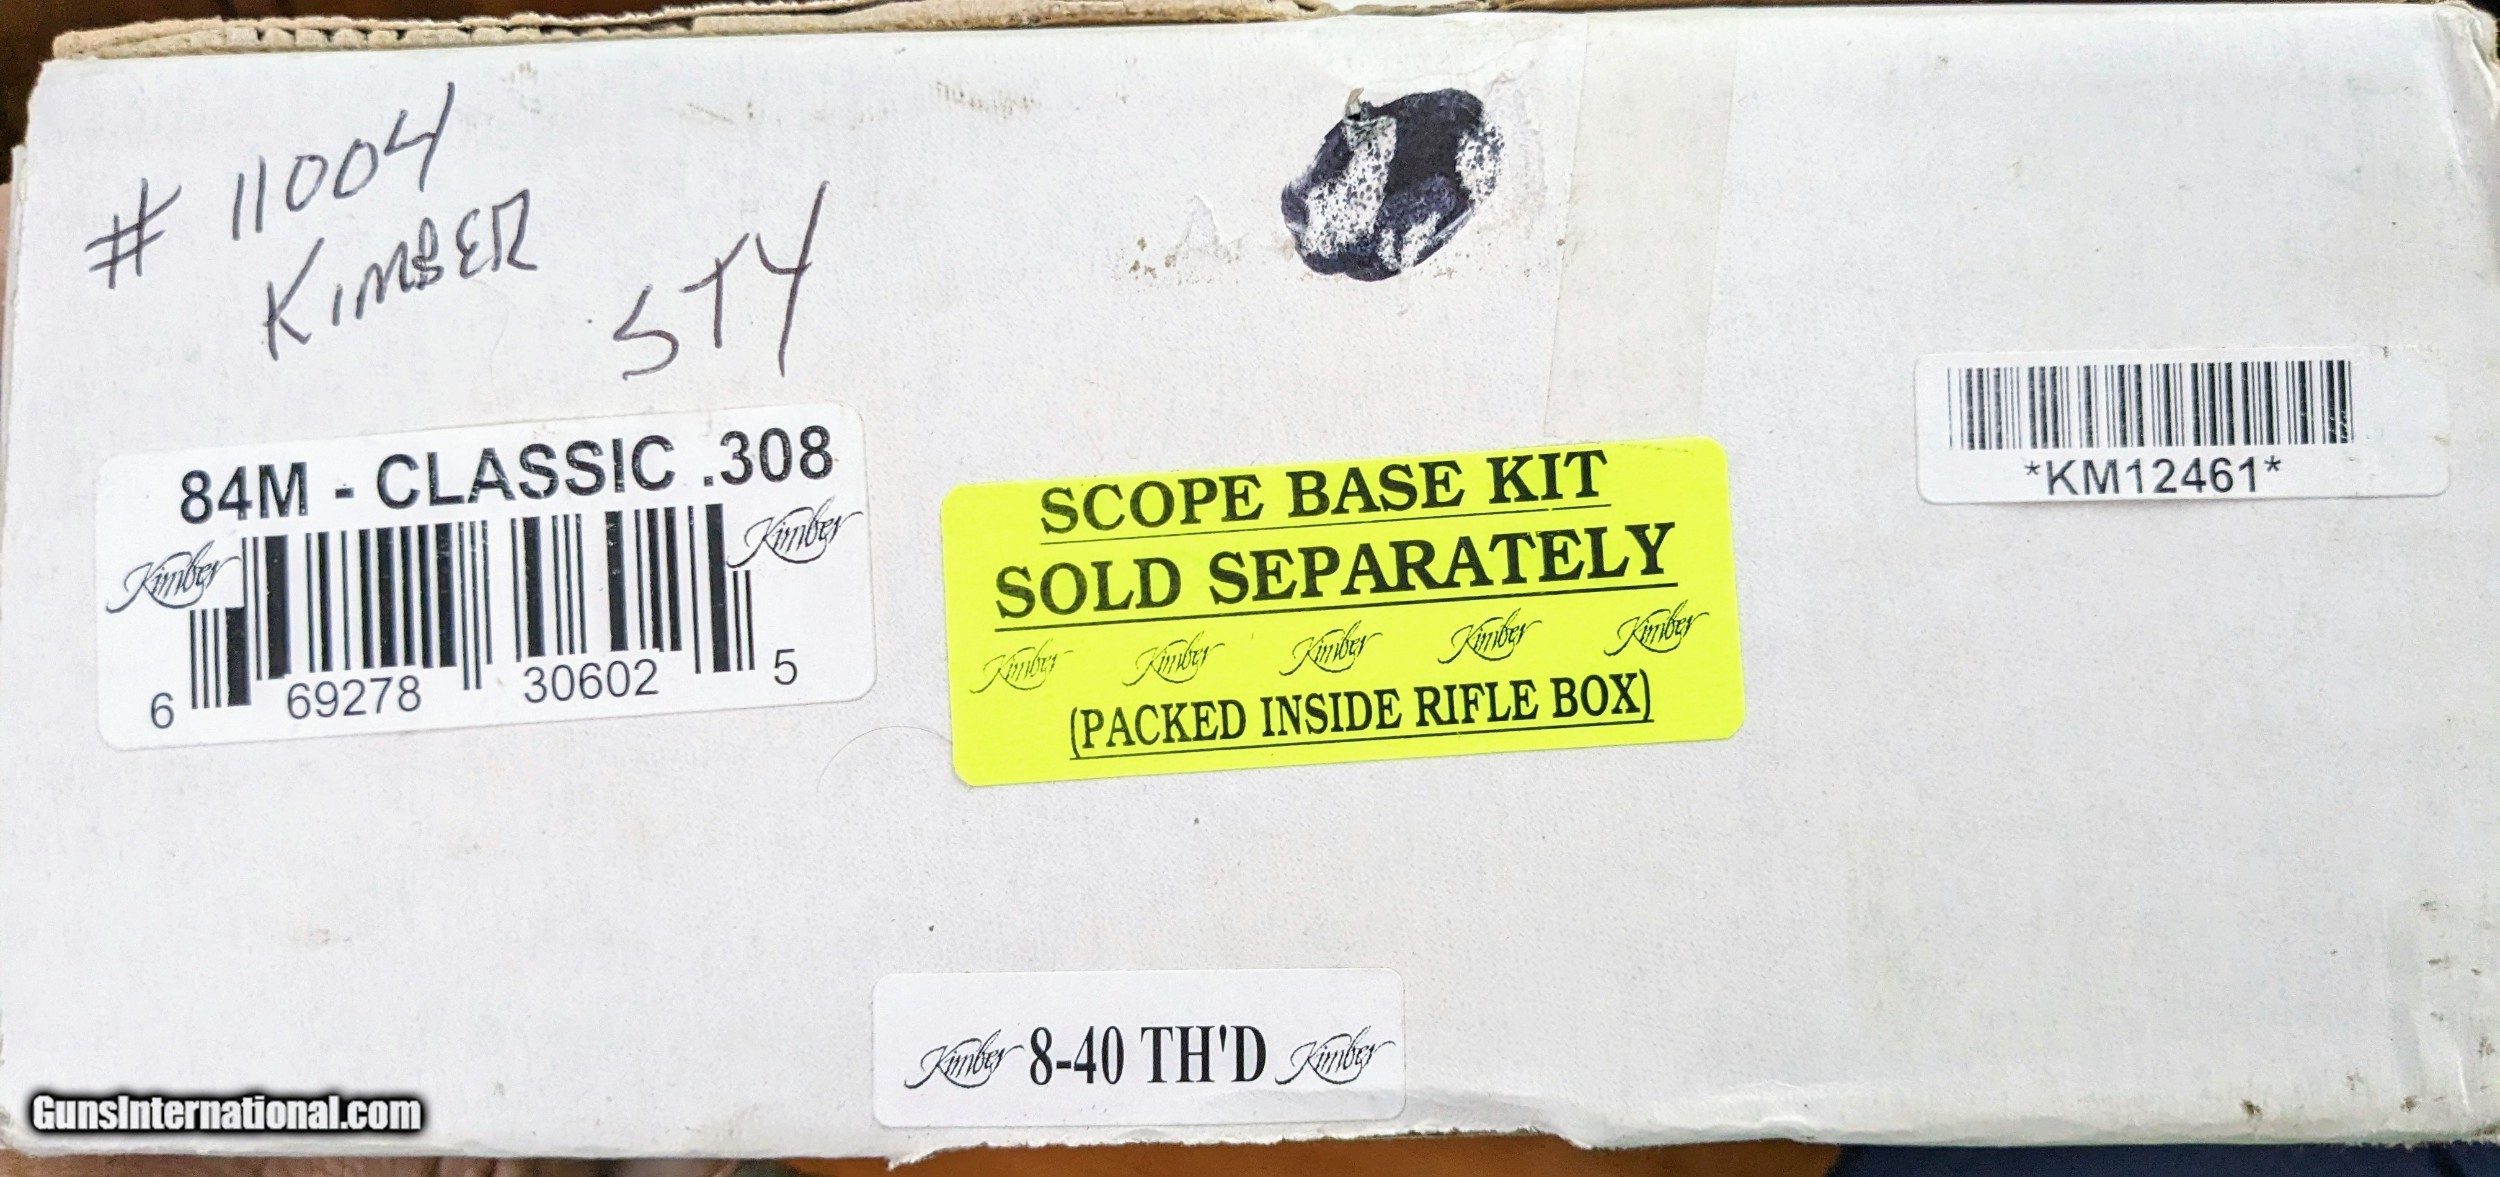 # 11004
KIMBER
STY
84M - CLASSIC .308
Kimber Kimber
6 69278 30602 5
SCOPE BASE KIT
SOLD SEPARATELY
Kimber Kimber Kimber Kimber Kimber
(PACKED INSIDE RIFLE BOX)
*KM12461*
Kimber 8-40 TH'D Kimber
GunsInternational.com